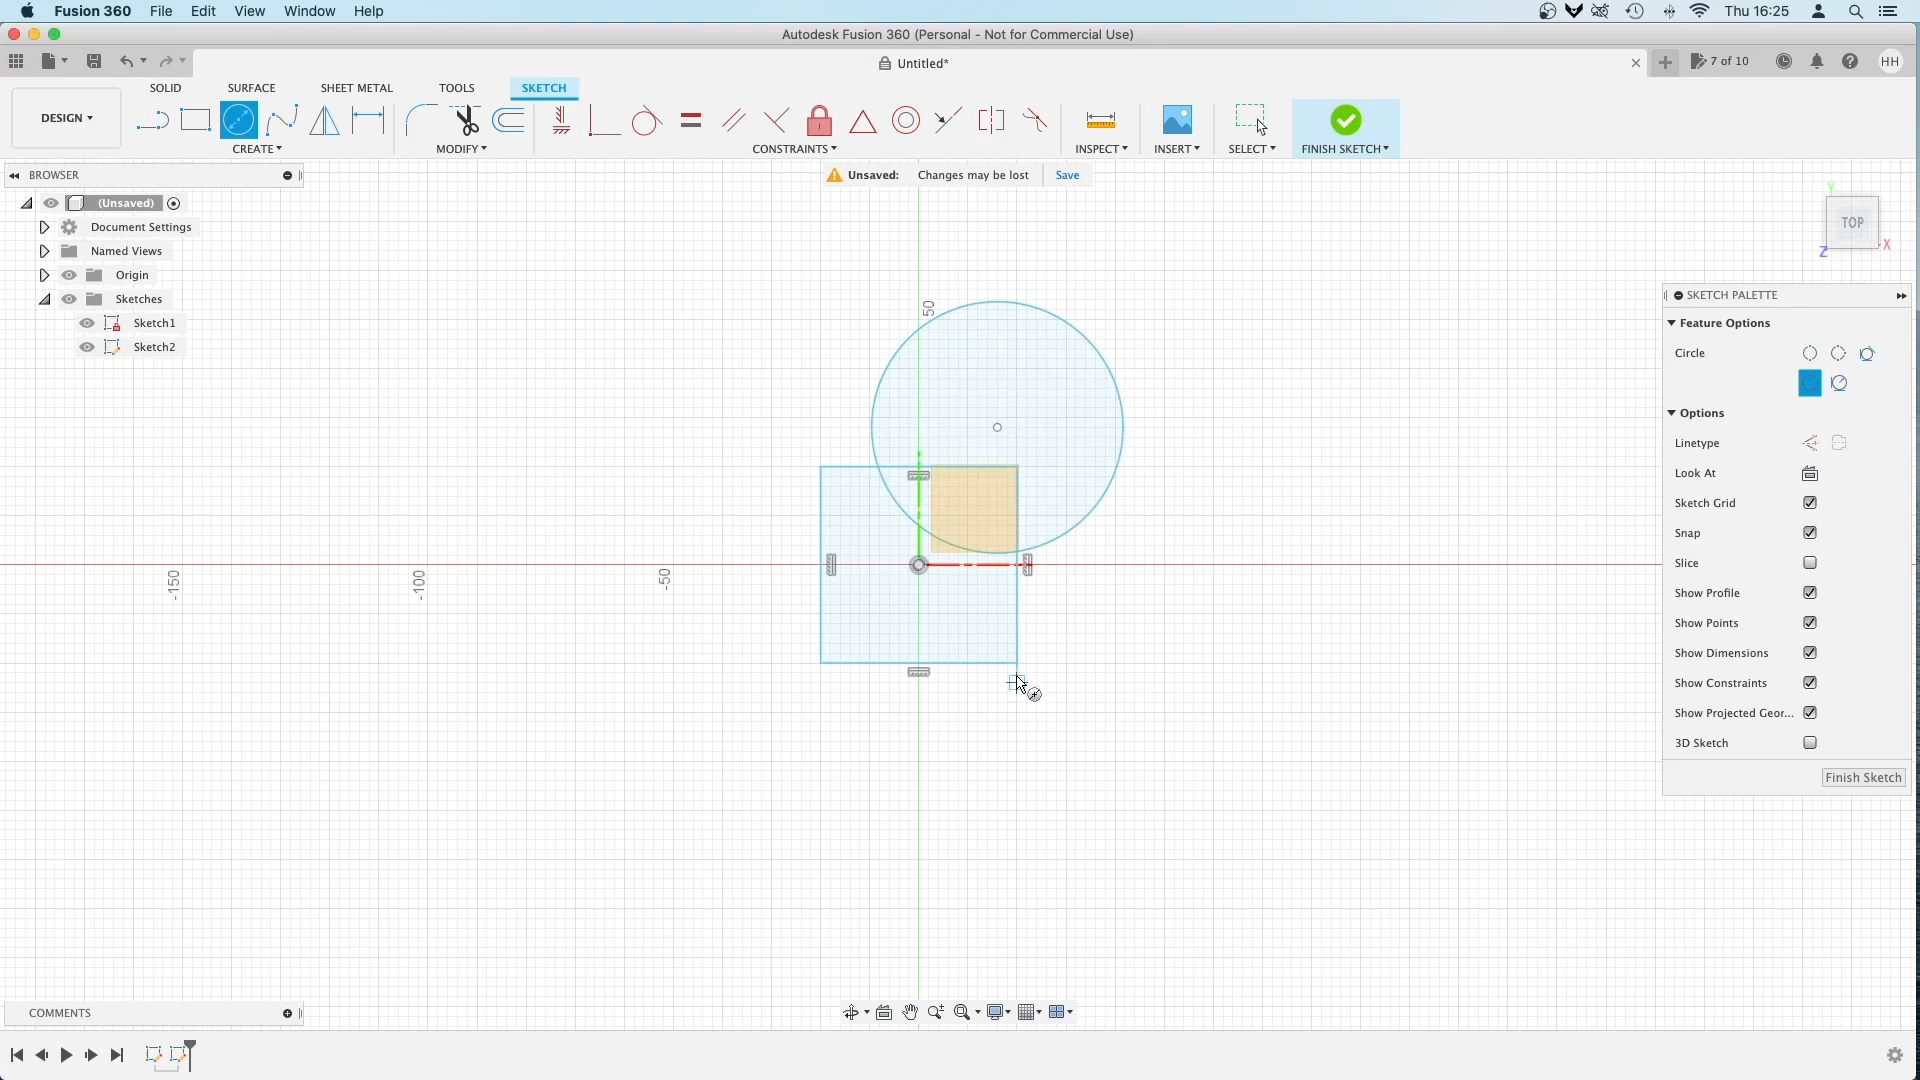 Fusion 360 File Edit View Window Help Thu 16:25
Autodesk Fusion 360 (Personal - Not for Commercial Use)
Untitled* 7 of 10 HH
SOLID SURFACE SHEET METAL TOOLS SKETCH
DESIGN
CREATE MODIFY CONSTRAINTS INSPECT INSERT SELECT FINISH SKETCH
BROWSER
Unsaved: Changes may be lost Save
(Unsaved)
Document Settings
Named Views
Origin
Sketches
Sketch1
Sketch2
Y
TOP
X
Z
50
-150
-100
-50
SKETCH PALETTE
Feature Options
Circle
Options
Linetype
Look At
Sketch Grid
Snap
Slice
Show Profile
Show Points
Show Dimensions
Show Constraints
Show Projected Geor...
3D Sketch
Finish Sketch
COMMENTS